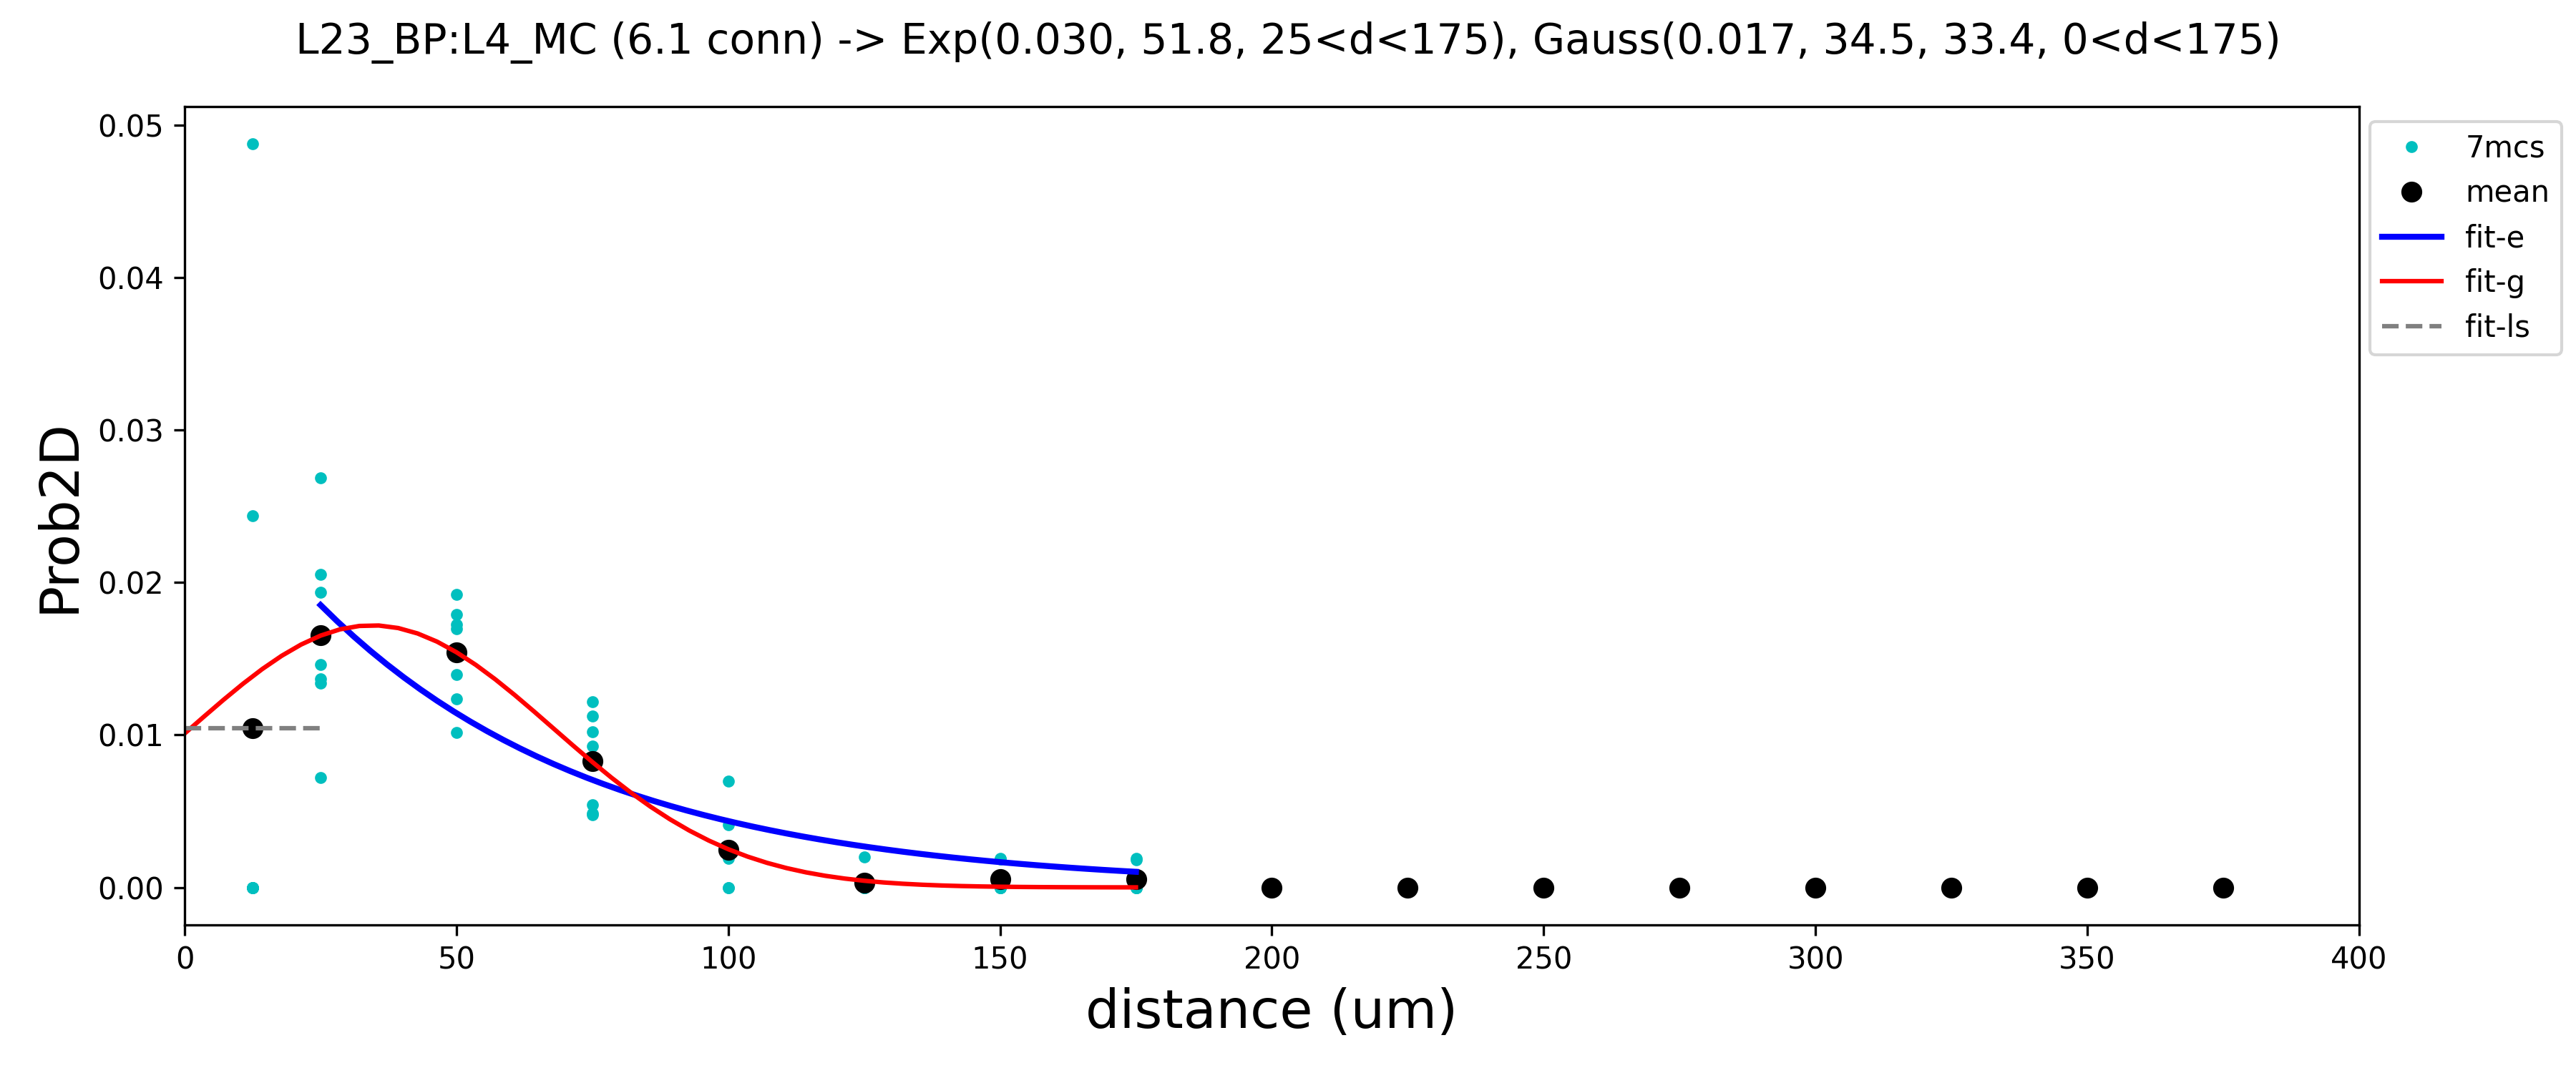 L23_BP:L4_MC (6.1 conn) -> Exp(0.030, 51.8, 25<d<175), Gauss(0.017, 34.5, 33.4, 0<d<175)
0.05
0.04
0.03
0.02
0.01
0.00
Prob2D
0 50 100 150 200 250 300 350 400
distance (um)
7mcs
mean
fit-e
fit-g
fit-ls